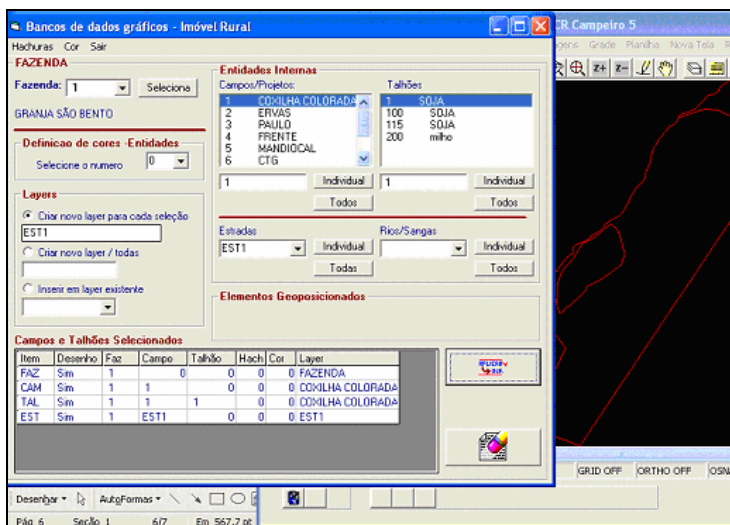 Bancos de dados gráficos - Imóvel Rural
CR Campeiro 5
Hachuras Cor Sair
Grade Planilha Nova Tela
FAZENDA
Fazenda: 1 Seleciona
GRANJA SÃO BENTO
Definicao de cores -Entidades
Selecione o numero 0
Layers
Criar novo layer para cada seleção
EST1
Criar novo layer / todas
Inserir em layer existente
Entidades Internas
Campos/Projetos:
1 COXILHA COLORADA
2 ERVAS
3 PAULO
4 FRENTE
5 MANDIOCAL
6 CTG
1 Individual
Todos
Talhões
1 SOJA
100 SOJA
115 SOJA
200 milho
1 Individual
Todos
Estradas
EST1 Individual
Todas
Rios/Sangas
Individual
Todos
Elementos Geoposicionados
Campos e Talhões Selecionados
Item Desenho Faz Campo Talhão Hach Cor Layer
FAZ Sim 1 0 0 0 0 FAZENDA
CAM Sim 1 1 0 0 0 COXILHA COLORADA
TAL Sim 1 1 1 0 0 COXILHA COLORADA
EST Sim 1 EST1 0 0 0 EST1
GRID OFF ORTHO OFF
Desenhar AutoFormas
Pág 6 Seção 1 6/7 Em 567,7 pt